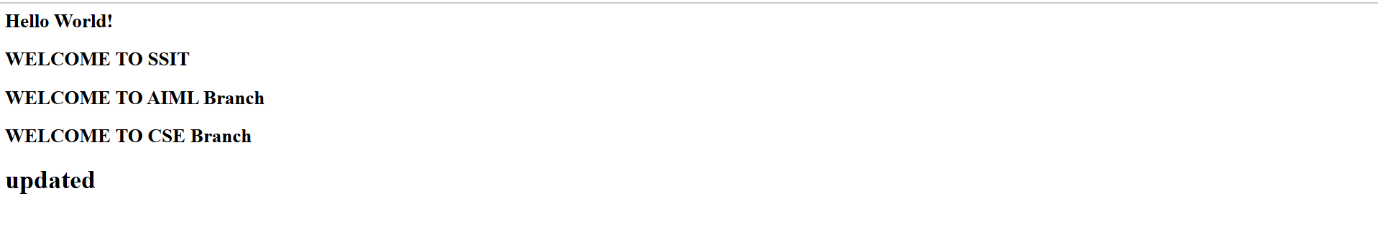 Hello World!
WELCOME TO SSIT
WELCOME TO AIML Branch
WELCOME TO CSE Branch
updated